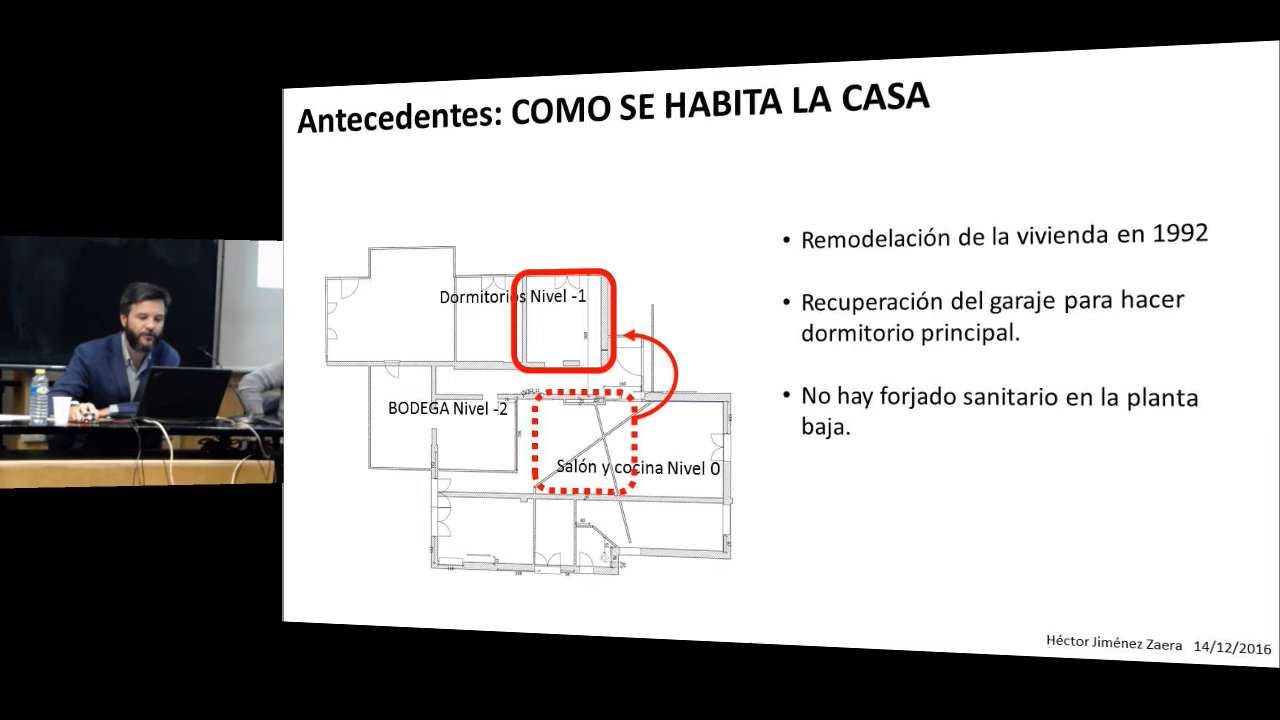 Antecedentes: COMO SE HABITA LA CASA
Dormitorios Nivel -1
BODEGA Nivel -2
Salón y cocina Nivel 0
• Remodelación de la vivienda en 1992
• Recuperación del garaje para hacer
dormitorio principal.
• No hay forjado sanitario en la planta
baja.
Héctor Jiménez Zaera 14/12/2016